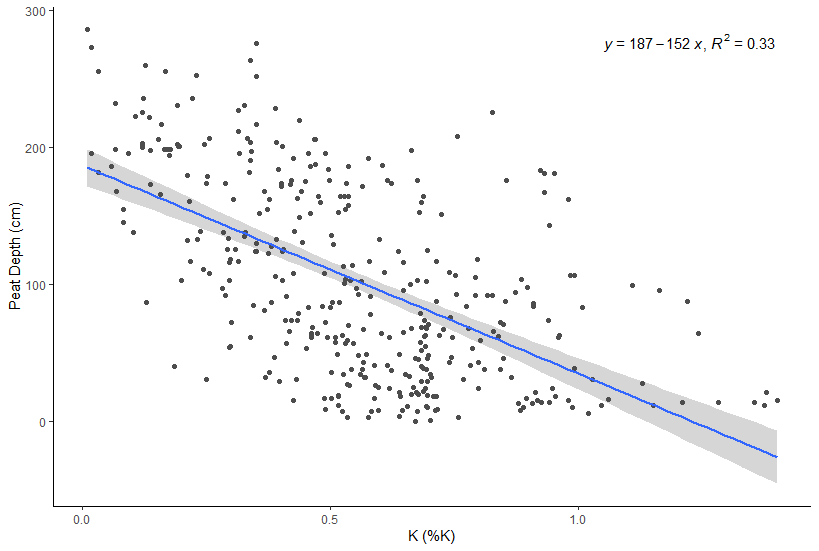 300
y = 187 − 152 x, R² = 0.33
200
100
0
Peat Depth (cm)
0.0 0.5 1.0
K (%K)